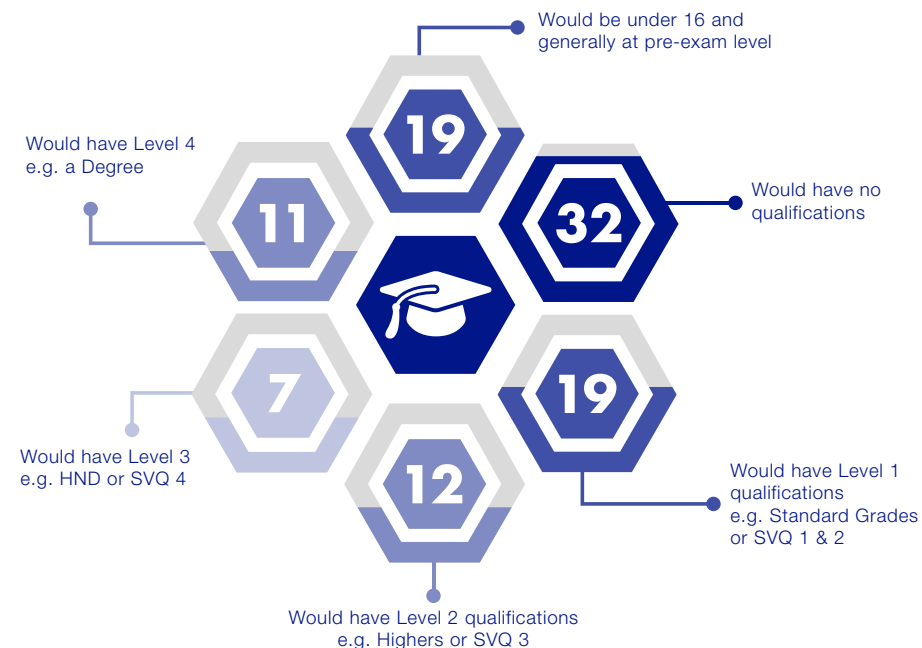 Would be under 16 and
generally at pre-exam level
19
Would have Level 4
e.g. a Degree
11
32
Would have no
qualifications
7
Would have Level 3
e.g. HND or SVQ 4
19
Would have Level 1
qualifications
e.g. Standard Grades
or SVQ 1 & 2
12
Would have Level 2 qualifications
e.g. Highers or SVQ 3